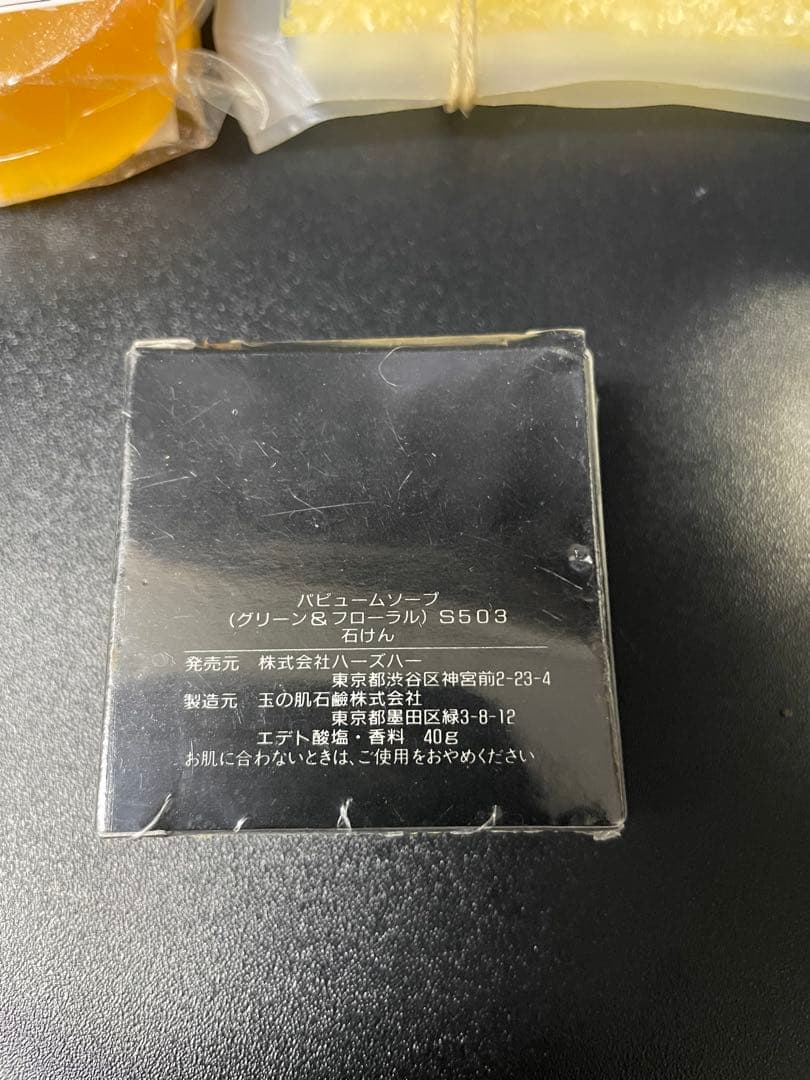 バビュームソープ
(グリーン&フローラル) S503
石けん
発売元 株式会社ハーズハー
東京都渋谷区神宮前2-23-4
製造元 玉の肌石鹸株式会社
東京都墨田区緑3-8-12
エデト酸塩・香料 40g
お肌に合わないときは、ご使用をおやめください